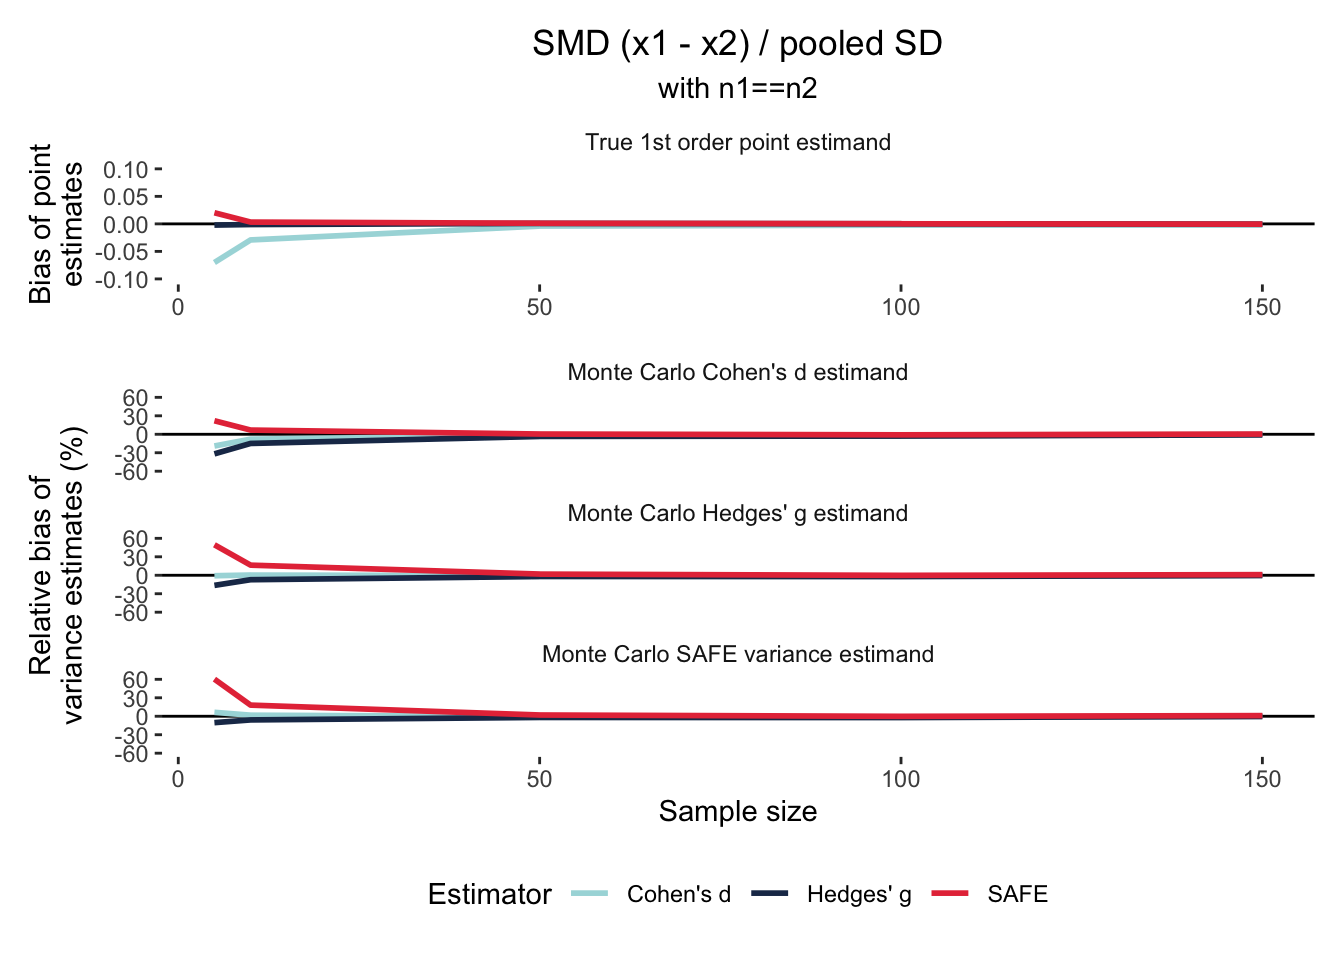 SMD (x1 - x2) / pooled SD
with n1==n2
True 1st order point estimand
Bias of point
estimates
0.10
0.05
0.00
-0.05
-0.10
0
50
100
150
Monte Carlo Cohen's d estimand
60
30
0
-30
-60
Relative bias of
variance estimates (%)
Monte Carlo Hedges' g estimand
60
30
0
-30
-60
Monte Carlo SAFE variance estimand
60
30
0
-30
-60
0
50
100
150
Sample size
Estimator
Cohen's d
Hedges' g
SAFE